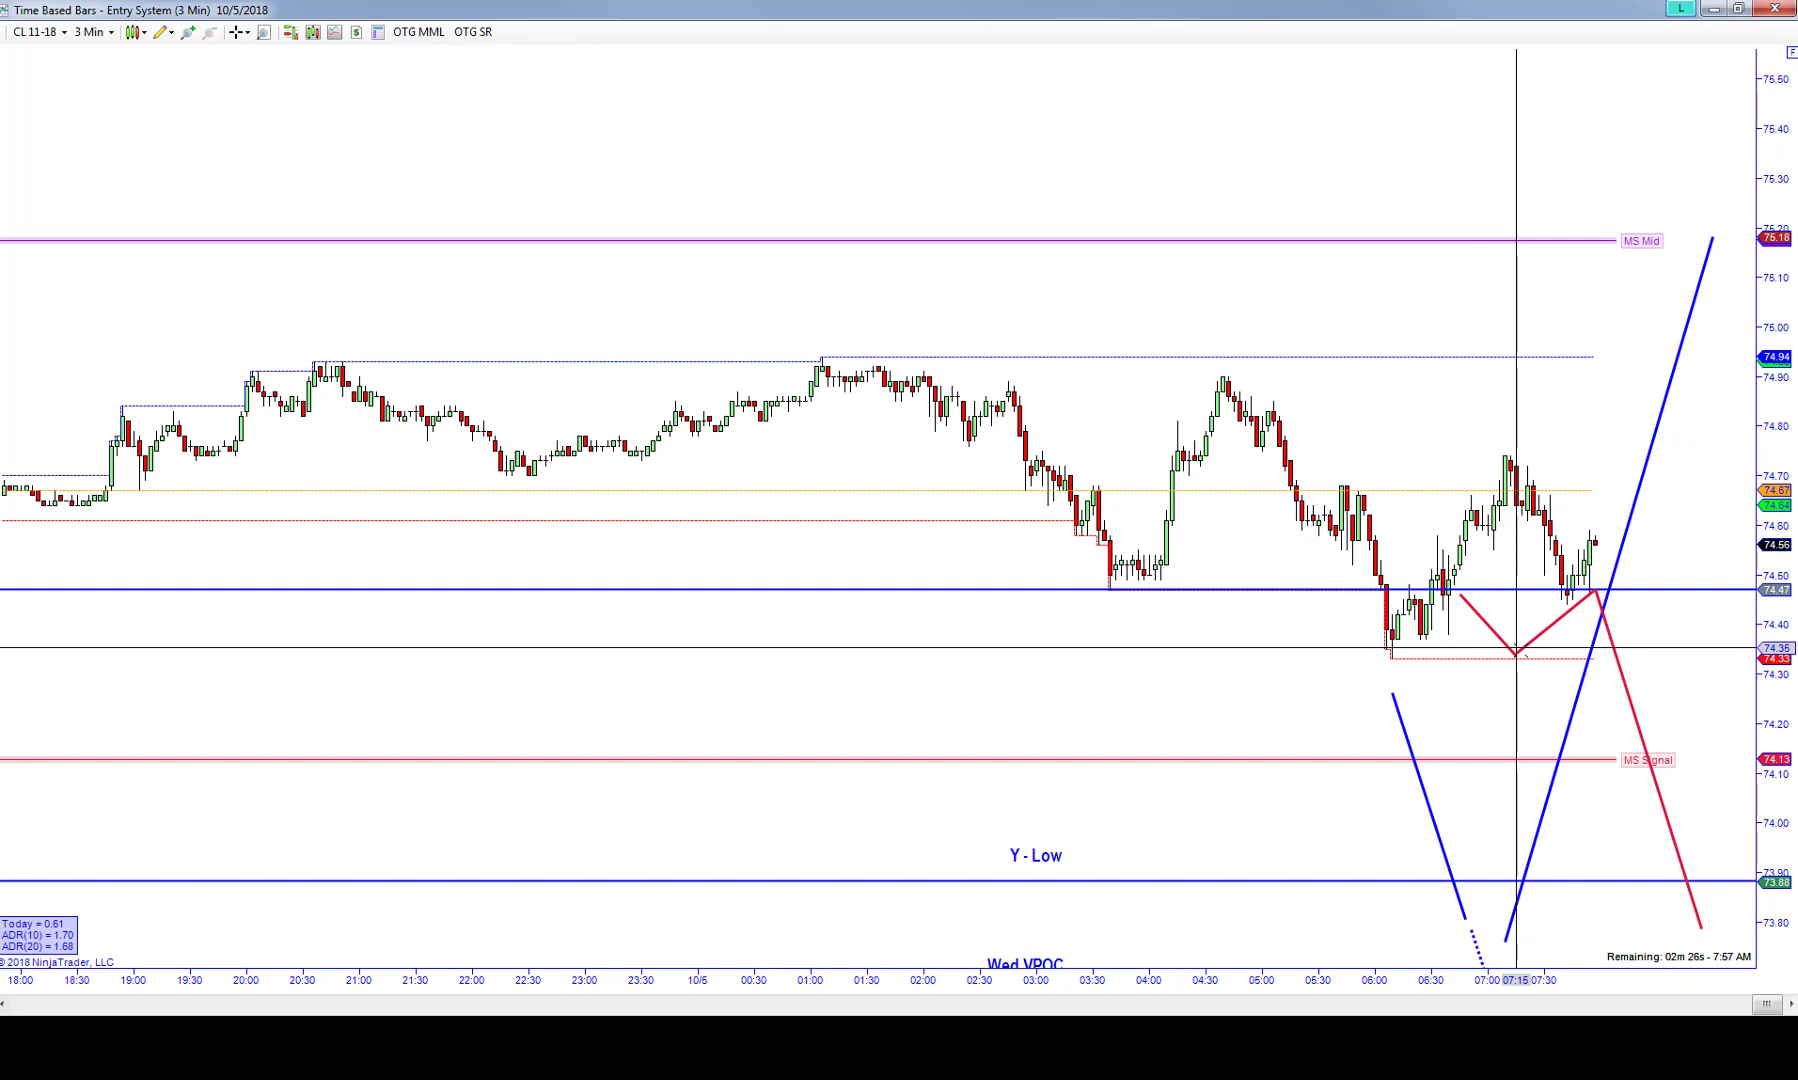 Time Based Bars - Entry System (3 Min)  10/5/2018
L
CL 11-18 3 Min $ OTG MML OTG SR
F
75.50
75.40
75.30
75.20
75.18
MS Mid
75.10
75.00
74.94
74.90
74.80
74.70
74.67
74.64
74.60
74.56
74.50
74.47
74.40
74.35
74.33
74.30
74.20
MS Signal
74.13
74.10
74.00
Y - Low
73.90
73.88
73.80
Today = 0.61
ADR(10) = 1.70
ADR(20) = 1.68
© 2018 NinjaTrader, LLC
Wed VPOC
Remaining: 02m 26s - 7:57 AM
18:00 18:30 19:00 19:30 20:00 20:30 21:00 21:30 22:00 22:30 23:00 23:30 10/5 00:30 01:00 01:30 02:00 02:30 03:00 03:30 04:00 04:30 05:00 05:30 06:00 06:30 07:00 07:15 07:30